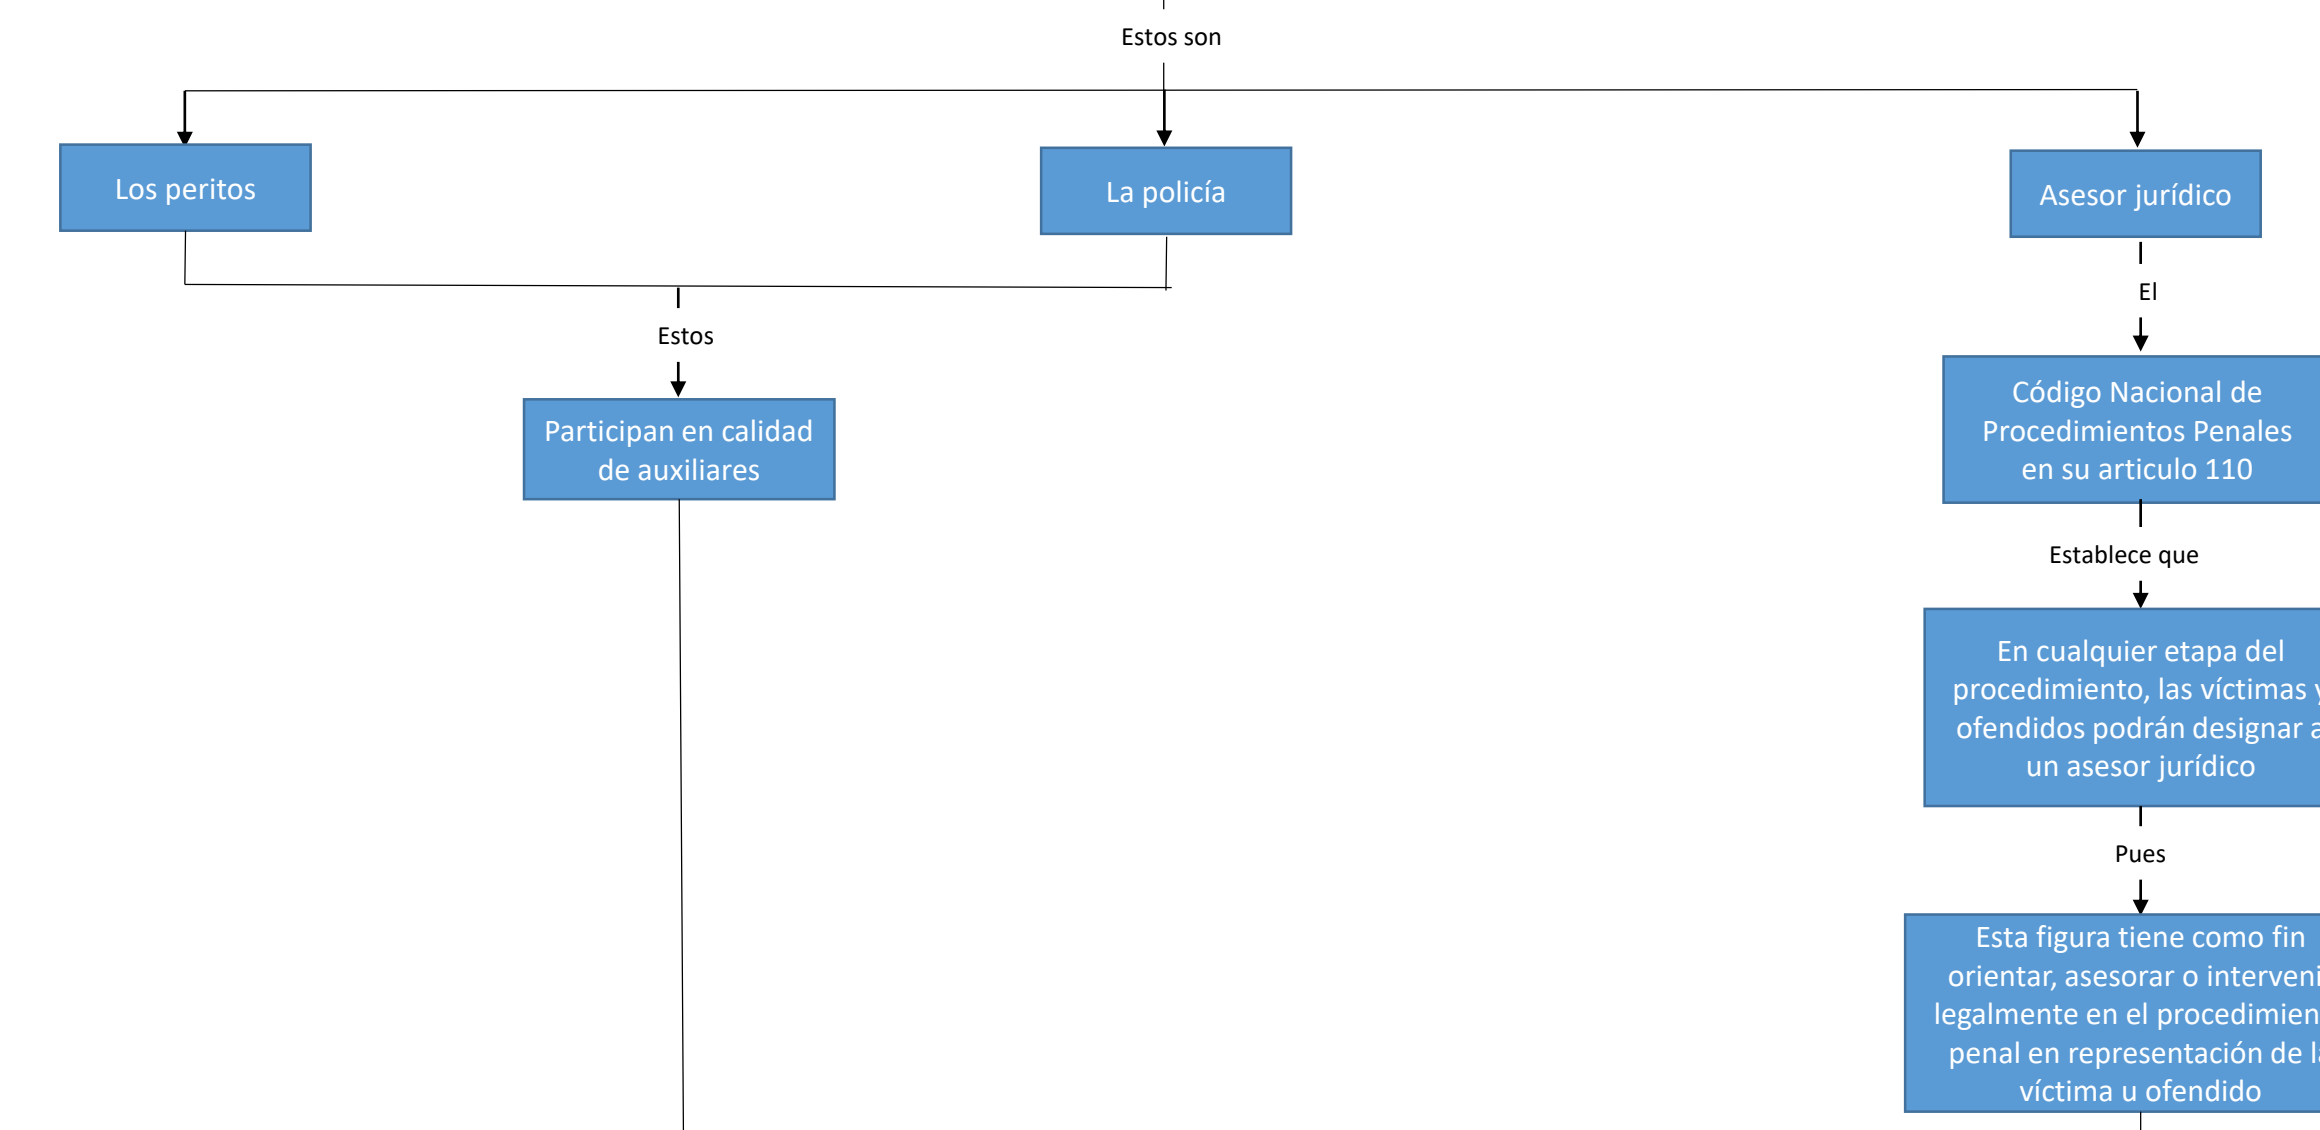 Estos son
Los peritos
La policía
Asesor jurídico
Estos
Participan en calidad
de auxiliares
El
Código Nacional de
Procedimientos Penales
en su articulo 110
Establece que
En cualquier etapa del
procedimiento, las víctimas y
ofendidos podrán designar a
un asesor jurídico
Pues
Esta figura tiene como fin
orientar, asesorar o interveni
legalmente en el procedimien
penal en representación de la
víctima u ofendido